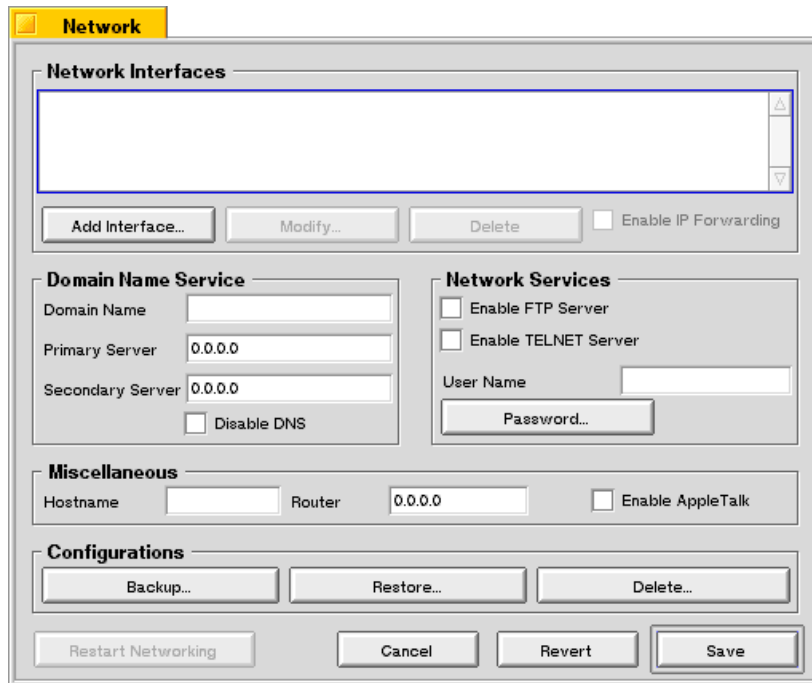 Network
Network Interfaces
Add Interface... Modify... Delete Enable IP Forwarding
Domain Name Service
Domain Name
Primary Server 0.0.0.0
Secondary Server 0.0.0.0
Disable DNS
Network Services
Enable FTP Server
Enable TELNET Server
User Name
Password...
Miscellaneous
Hostname Router 0.0.0.0 Enable AppleTalk
Configurations
Backup... Restore... Delete...
Restart Networking Cancel Revert Save